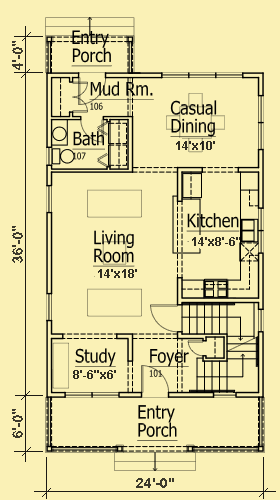 Entry
Porch
4'-0"
Mud Rm.
106
Casual
Dining
14'x10'
Bath
107
36'-0"
Kitchen
14'x8'-6"
Living
Room
14'x18'
Study
8'-6"x6'
Foyer
101
6'-0"
Entry
Porch
24'-0"